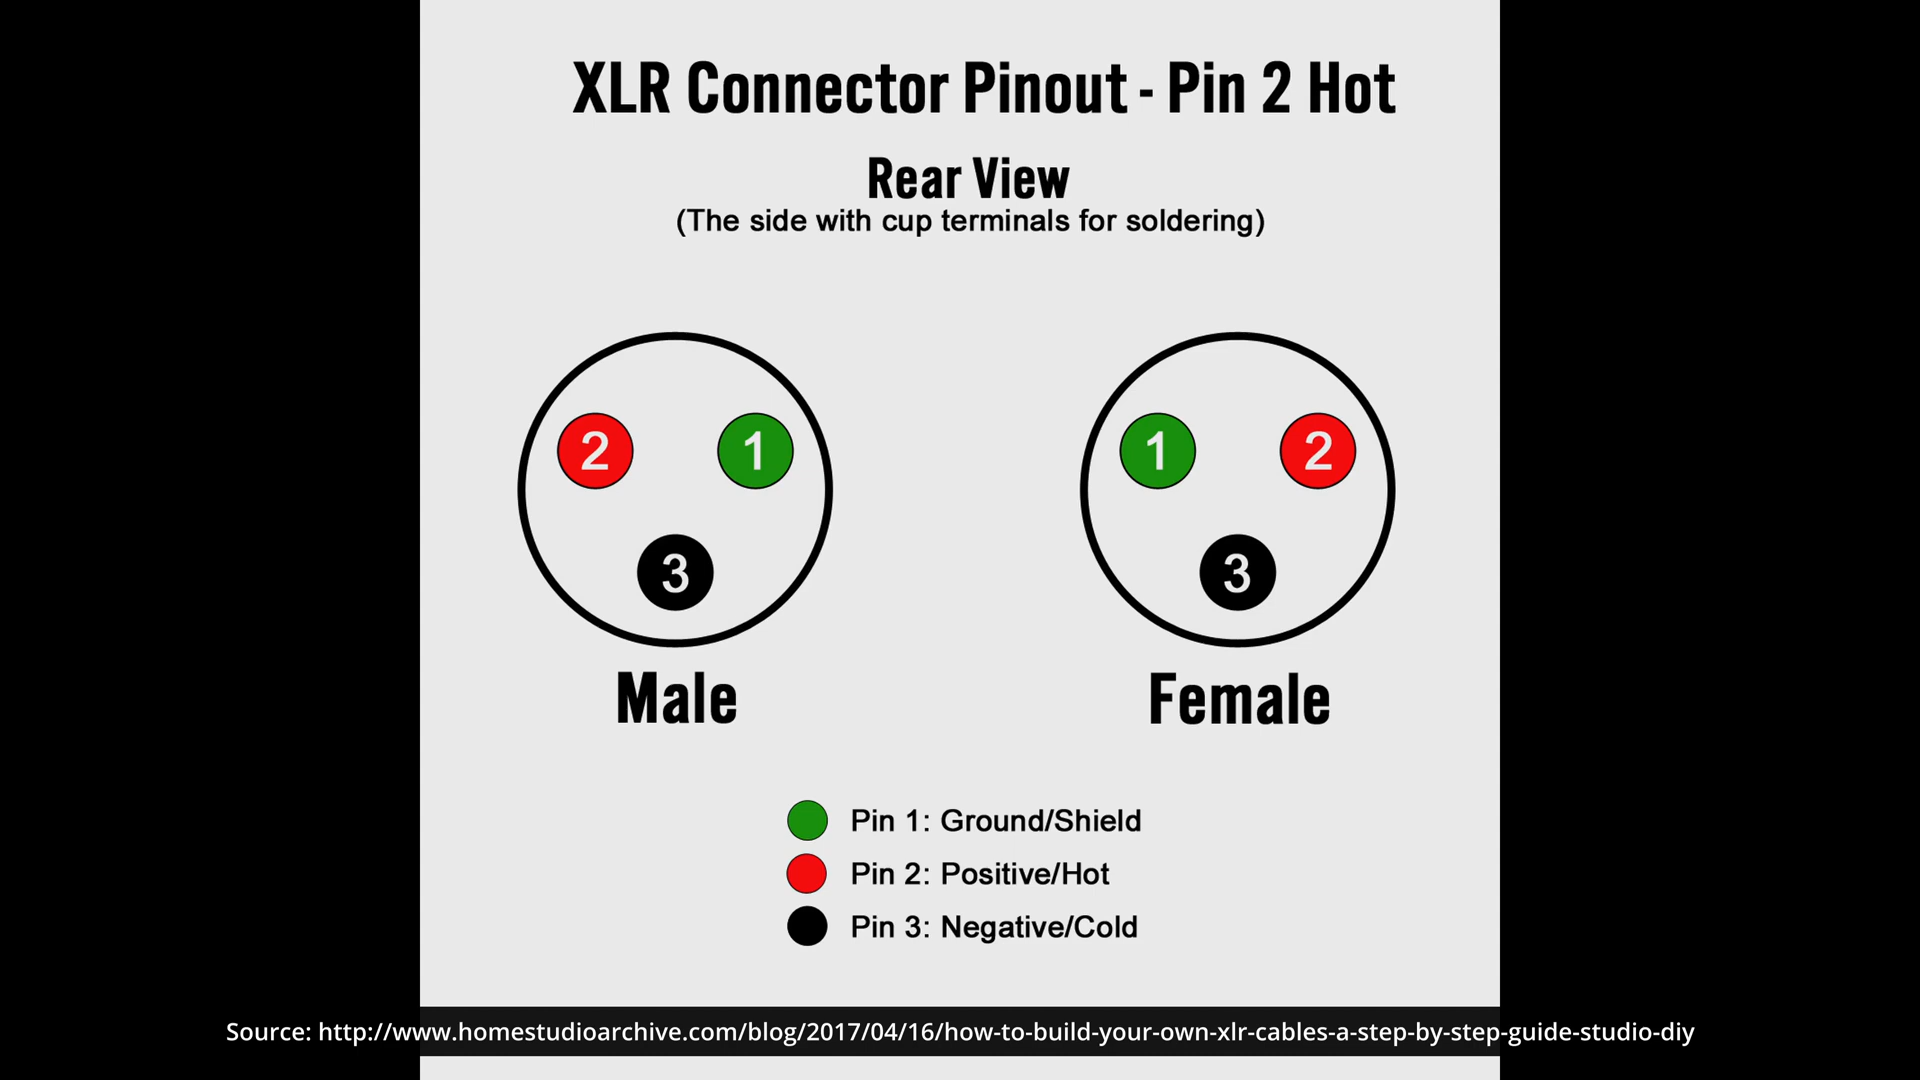 XLR Connector Pinout - Pin 2 Hot
Rear View
(The side with cup terminals for soldering)
2 1
3
Male
1 2
3
Female
Pin 1: Ground/Shield
Pin 2: Positive/Hot
Pin 3: Negative/Cold
Source: http://www.homestudioarchive.com/blog/2017/04/16/how-to-build-your-own-xlr-cables-a-step-by-step-guide-studio-diy